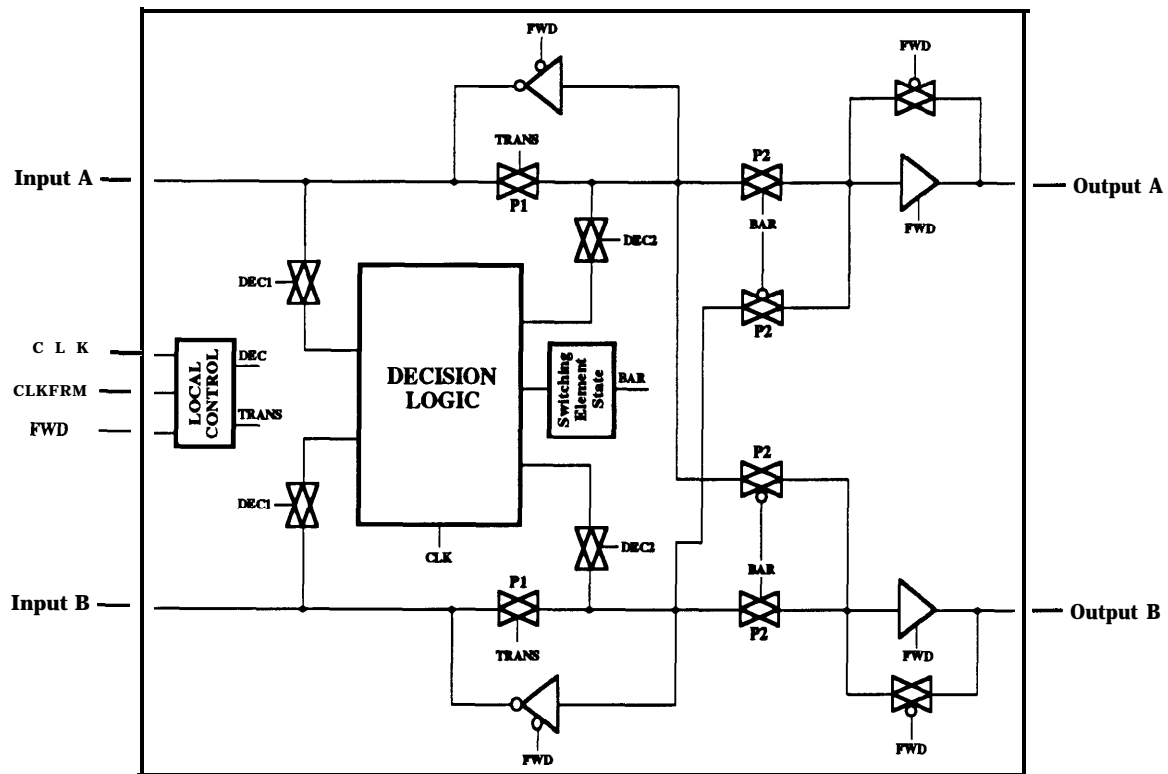 FWD
FWD
TRANS
P2
Input A
Output A
P1
BAR
FWD
DEC2
DEC1
P2
C L K
DEC
CLKFRM
LOCAL
CONTROL
TRANS
FWD
DECISION
LOGIC
Switching
Element
State
BAR
P2
DEC1
CLK
DEC2
BAR
P1
Input B
Output B
P2
TRANS
FWD
FWD
FWD